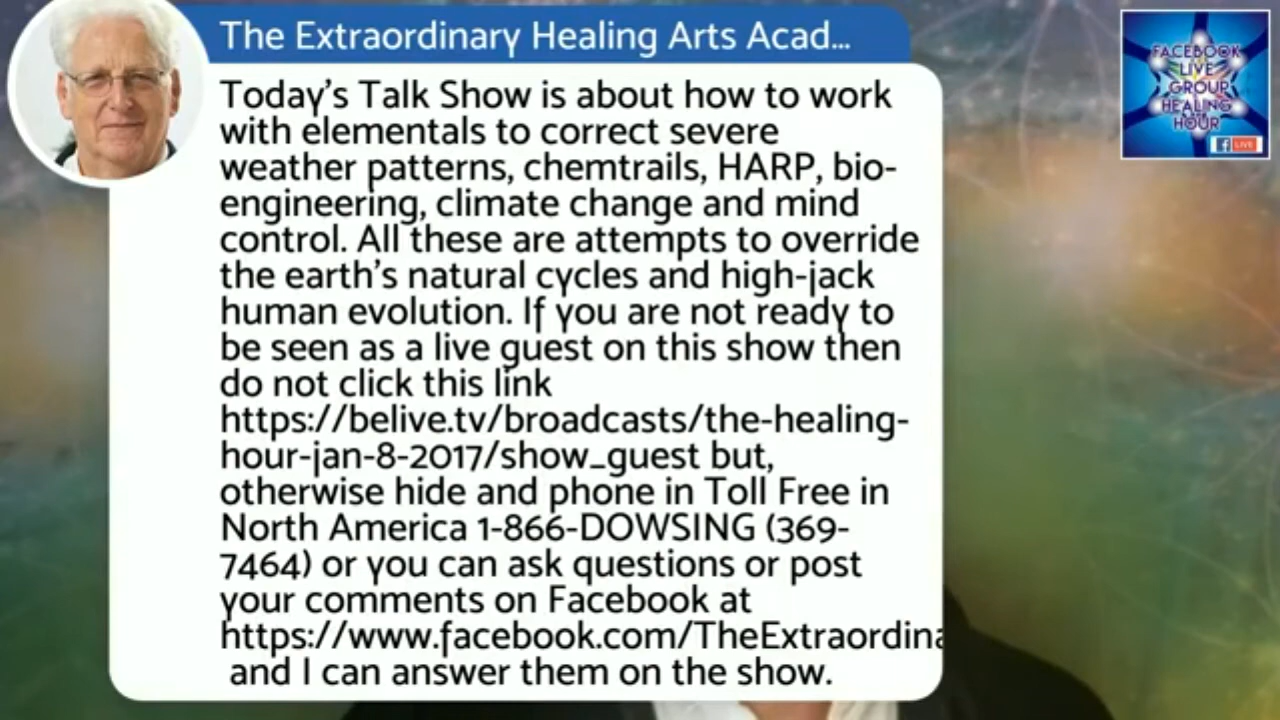 The Extraordinary Healing Arts Acad...
Today's Talk Show is about how to work
with elementals to correct severe
weather patterns, chemtrails, HARP, bio-
engineering, climate change and mind
control. All these are attempts to override
the earth's natural cycles and high-jack
human evolution. If you are not ready to
be seen as a live guest on this show then
do not click this link
https://belive.tv/broadcasts/the-healing-
hour-jan-8-2017/show_guest but,
otherwise hide and phone in Toll Free in
North America 1-866-DOWSING (369-
7464) or you can ask questions or post
your comments on Facebook at
https://www.facebook.com/TheExtraordina
and I can answer them on the show.
FACEBOOK
LIVE
GROUP
HEALING
HOUR
f LIVE